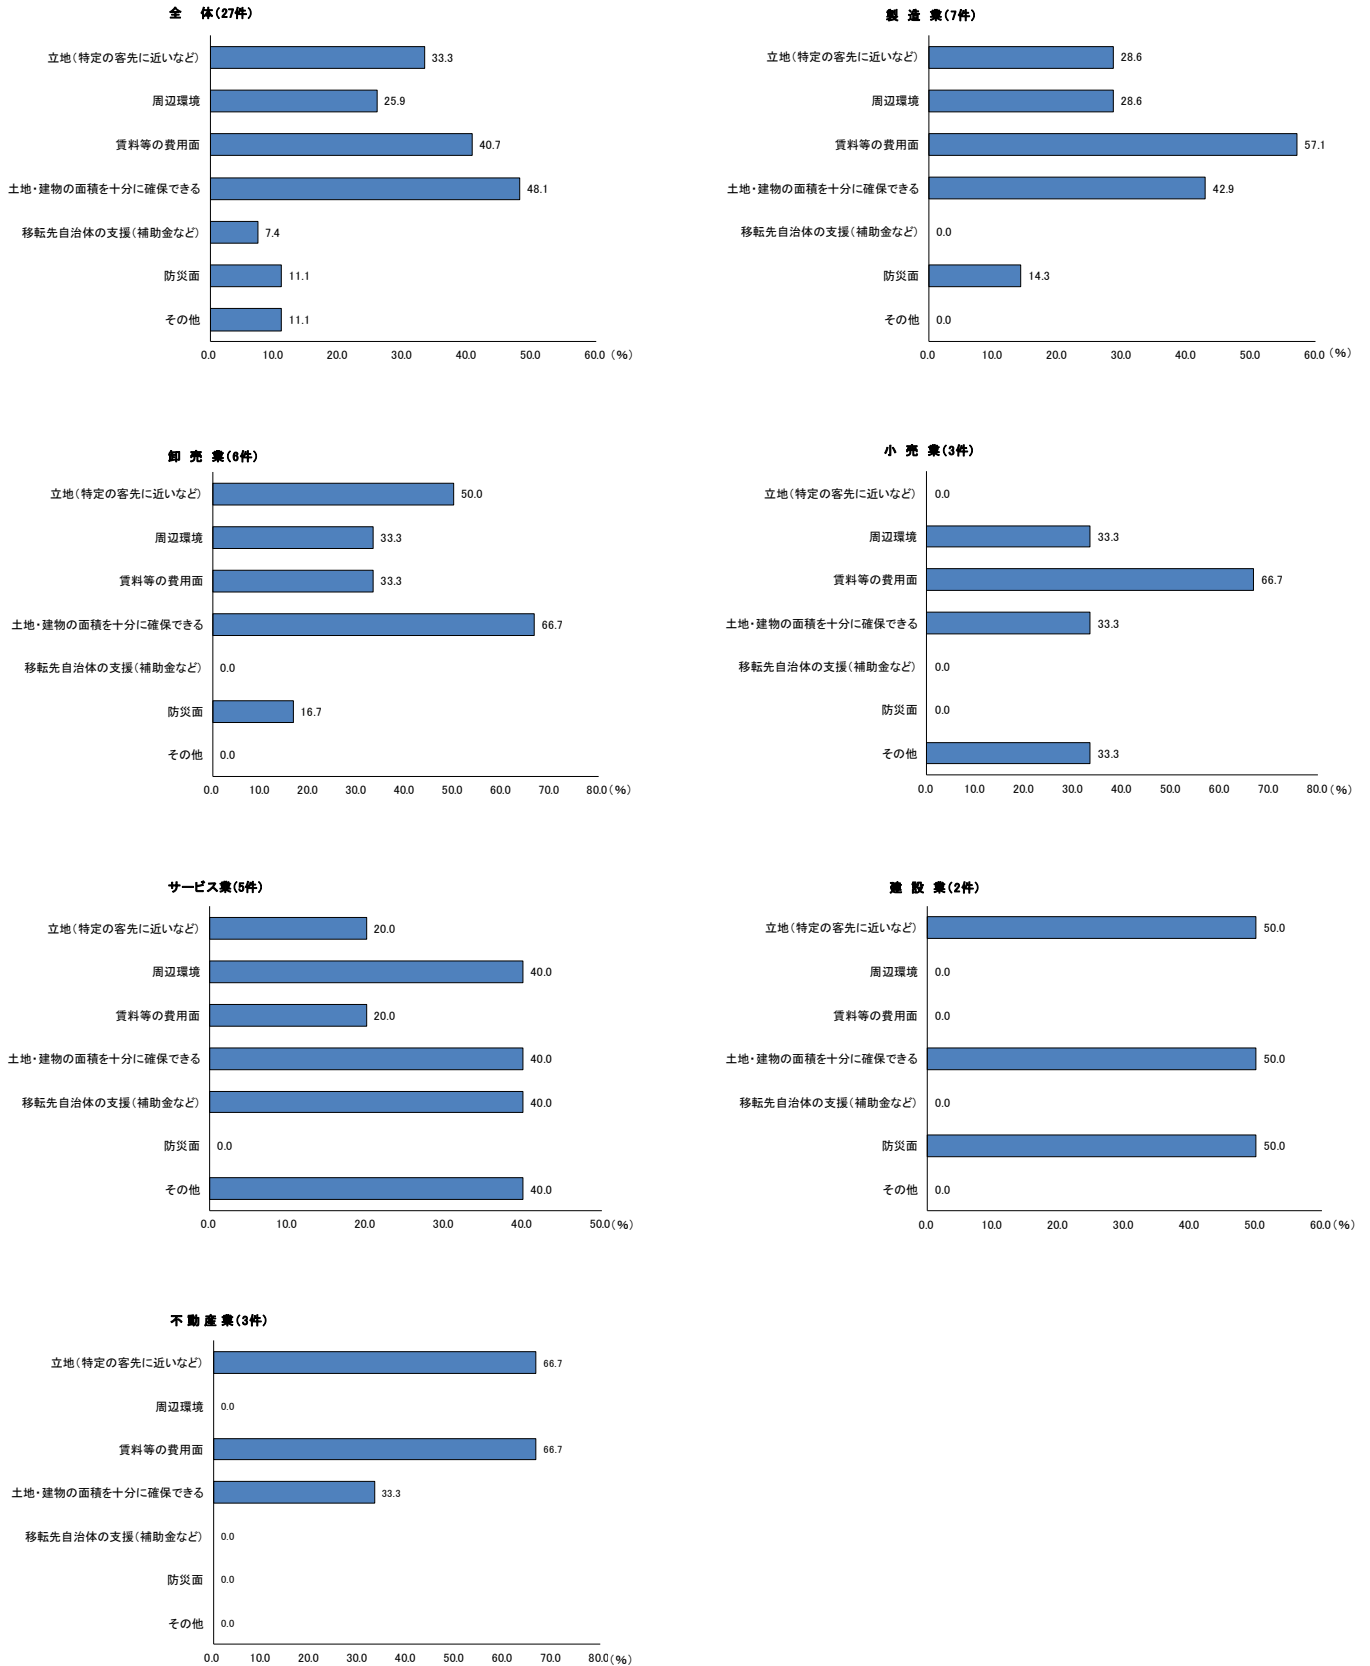 全 体(27件)
立地(特定の客先に近いなど) 33.3
周辺環境 25.9
賃料等の費用面 40.7
土地・建物の面積を十分に確保できる 48.1
移転先自治体の支援(補助金など) 7.4
防災面 11.1
その他 11.1
0.0 10.0 20.0 30.0 40.0 50.0 60.0 (%)
製 造 業(7件)
立地(特定の客先に近いなど) 28.6
周辺環境 28.6
賃料等の費用面 57.1
土地・建物の面積を十分に確保できる 42.9
移転先自治体の支援(補助金など) 0.0
防災面 14.3
その他 0.0
0.0 10.0 20.0 30.0 40.0 50.0 60.0 (%)
卸 売 業(6件)
立地(特定の客先に近いなど) 50.0
周辺環境 33.3
賃料等の費用面 33.3
土地・建物の面積を十分に確保できる 66.7
移転先自治体の支援(補助金など) 0.0
防災面 16.7
その他 0.0
0.0 10.0 20.0 30.0 40.0 50.0 60.0 70.0 80.0 (%)
小 売 業(3件)
立地(特定の客先に近いなど) 0.0
周辺環境 33.3
賃料等の費用面 66.7
土地・建物の面積を十分に確保できる 33.3
移転先自治体の支援(補助金など) 0.0
防災面 0.0
その他 33.3
0.0 10.0 20.0 30.0 40.0 50.0 60.0 70.0 80.0 (%)
サービス業(5件)
立地(特定の客先に近いなど) 20.0
周辺環境 40.0
賃料等の費用面 20.0
土地・建物の面積を十分に確保できる 40.0
移転先自治体の支援(補助金など) 40.0
防災面 0.0
その他 40.0
0.0 10.0 20.0 30.0 40.0 50.0 (%)
建 設 業(2件)
立地(特定の客先に近いなど) 50.0
周辺環境 0.0
賃料等の費用面 0.0
土地・建物の面積を十分に確保できる 50.0
移転先自治体の支援(補助金など) 0.0
防災面 50.0
その他 0.0
0.0 10.0 20.0 30.0 40.0 50.0 60.0 (%)
不 動 産 業(3件)
立地(特定の客先に近いなど) 66.7
周辺環境 0.0
賃料等の費用面 66.7
土地・建物の面積を十分に確保できる 33.3
移転先自治体の支援(補助金など) 0.0
防災面 0.0
その他 0.0
0.0 10.0 20.0 30.0 40.0 50.0 60.0 70.0 80.0 (%)